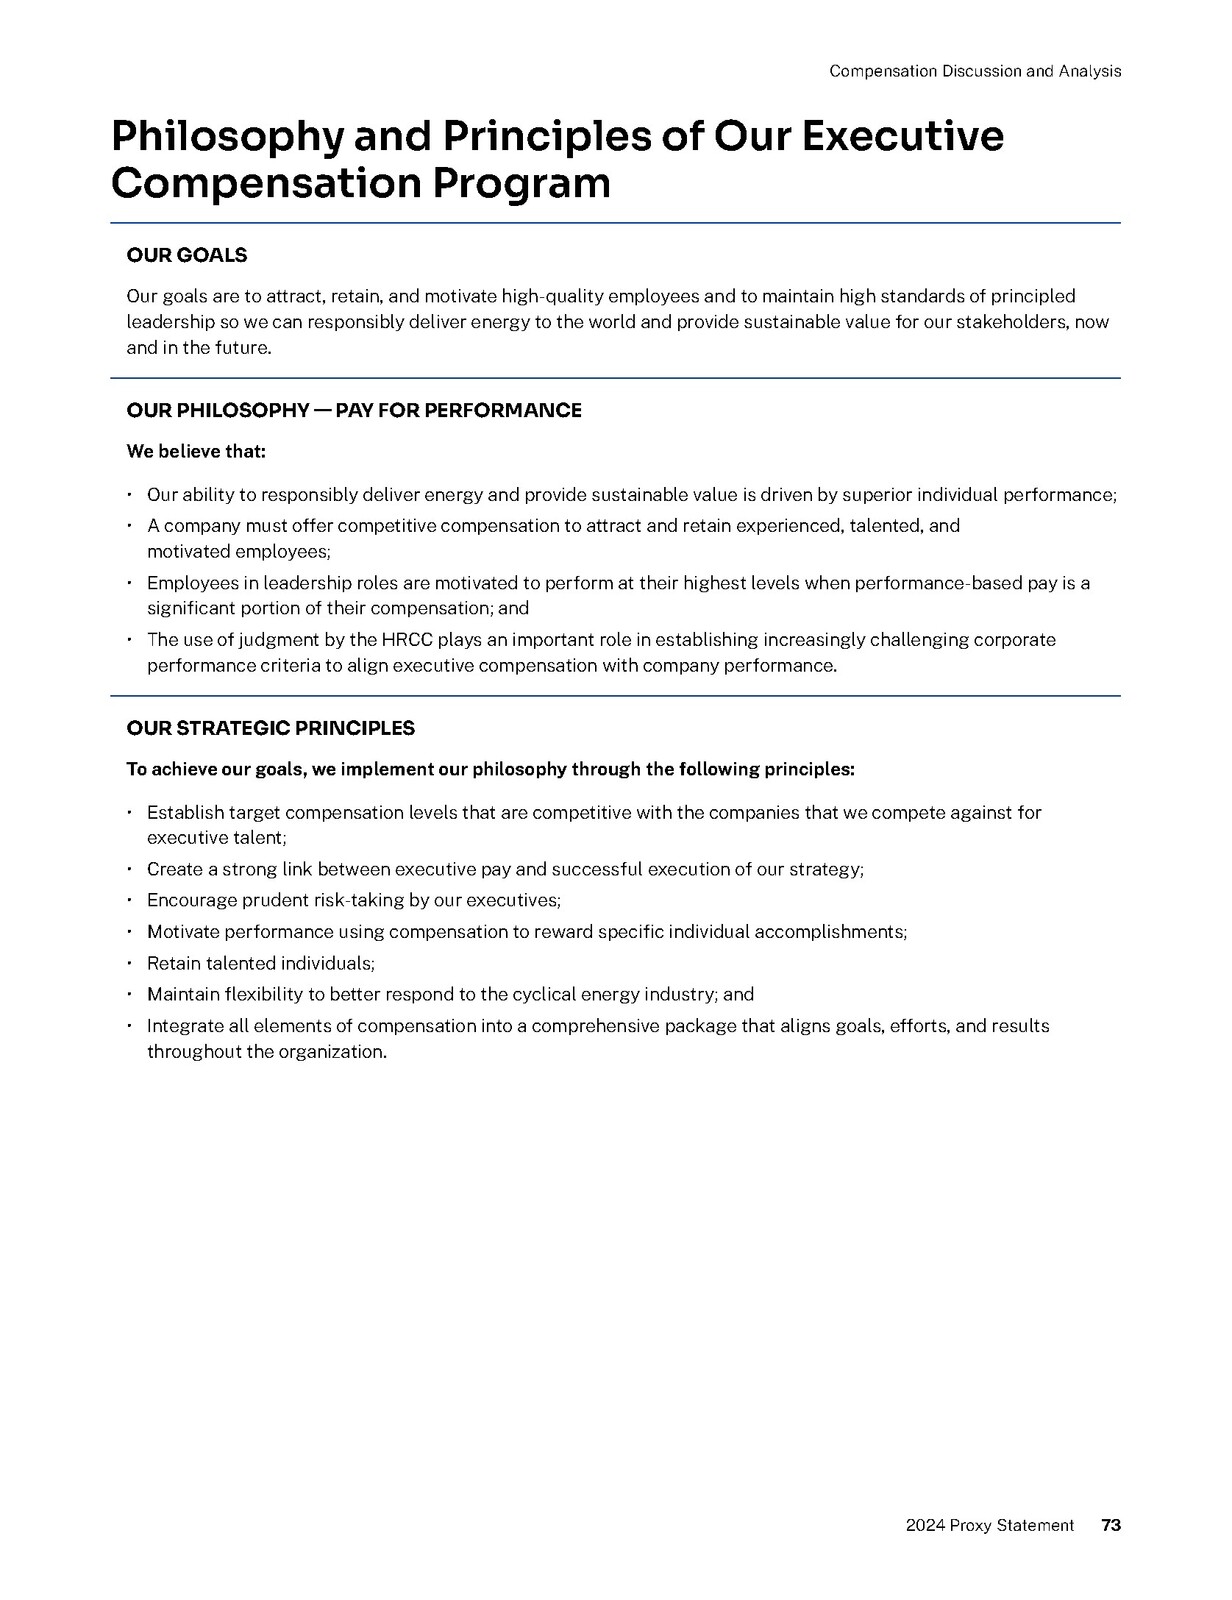 Compensation Discussion and Analysis
Philosophy and Principles of Our Executive
Compensation Program
OUR GOALS
Our goals are to attract, retain, and motivate high-quality employees and to maintain high standards of principled
leadership so we can responsibly deliver energy to the world and provide sustainable value for our stakeholders, now
and in the future.
OUR PHILOSOPHY — PAY FOR PERFORMANCE
We believe that:
• Our ability to responsibly deliver energy and provide sustainable value is driven by superior individual performance;
• A company must offer competitive compensation to attract and retain experienced, talented, and
motivated employees;
• Employees in leadership roles are motivated to perform at their highest levels when performance-based pay is a
significant portion of their compensation; and
• The use of judgment by the HRCC plays an important role in establishing increasingly challenging corporate
performance criteria to align executive compensation with company performance.
OUR STRATEGIC PRINCIPLES
To achieve our goals, we implement our philosophy through the following principles:
• Establish target compensation levels that are competitive with the companies that we compete against for
executive talent;
• Create a strong link between executive pay and successful execution of our strategy;
• Encourage prudent risk-taking by our executives;
• Motivate performance using compensation to reward specific individual accomplishments;
• Retain talented individuals;
• Maintain flexibility to better respond to the cyclical energy industry; and
• Integrate all elements of compensation into a comprehensive package that aligns goals, efforts, and results
throughout the organization.
2024 Proxy Statement 73